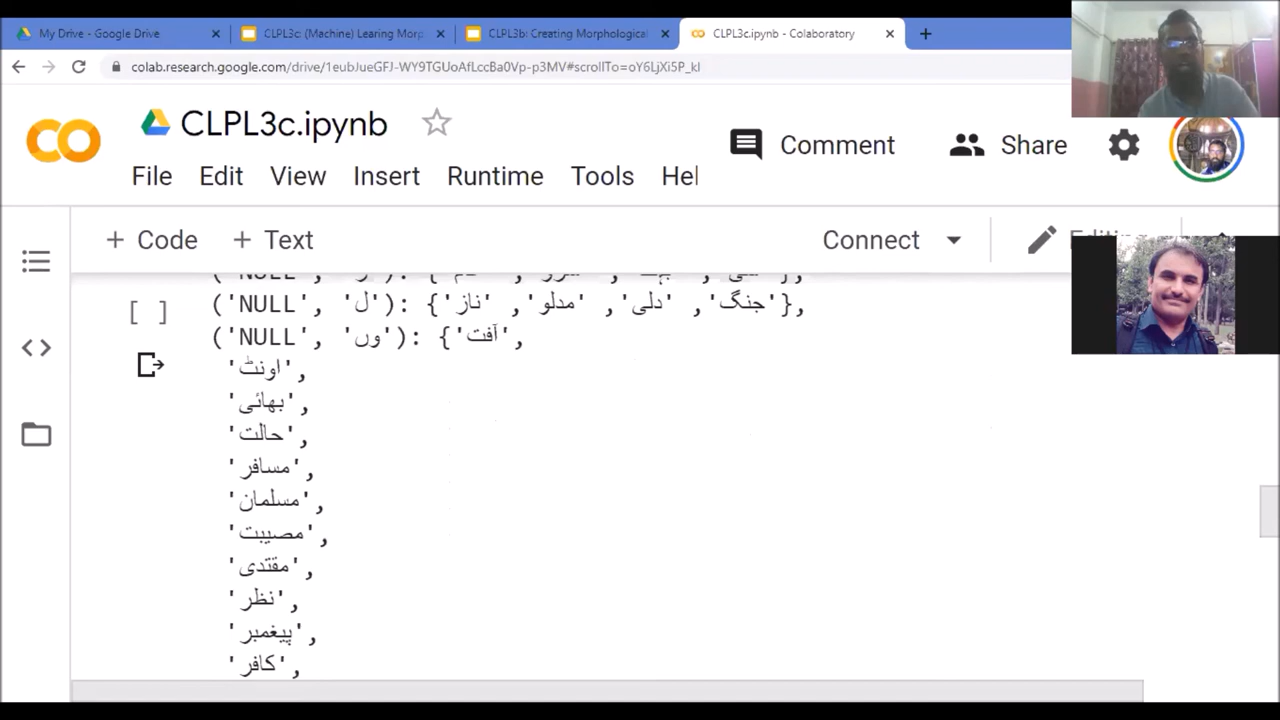 My Drive - Google Drive
CLPL3c: (Machine) Learing Morp
CLPL3b: Creating Morphological
CLPL3c.ipynb - Colaboratory
colab.research.google.com/drive/1eubJueGFJ-WY9TGUoAfLccBa0Vp-p3MV#scrollTo=oY6LjXi5P_kl
CLPL3c.ipynb
Comment
Share
File Edit View Insert Runtime Tools Hel
+ Code + Text
Connect
('NULL', 'ل'): {'جنگ', 'دلی', 'مدلو', 'ناز'},
('NULL', 'وں'): {'آفت',
'اونٹ',
'بھائی',
'حالت',
'مسافر',
'مسلمان',
'مصیبت',
'مقتدی',
'نظر',
'پیغمبر',
'کافر',